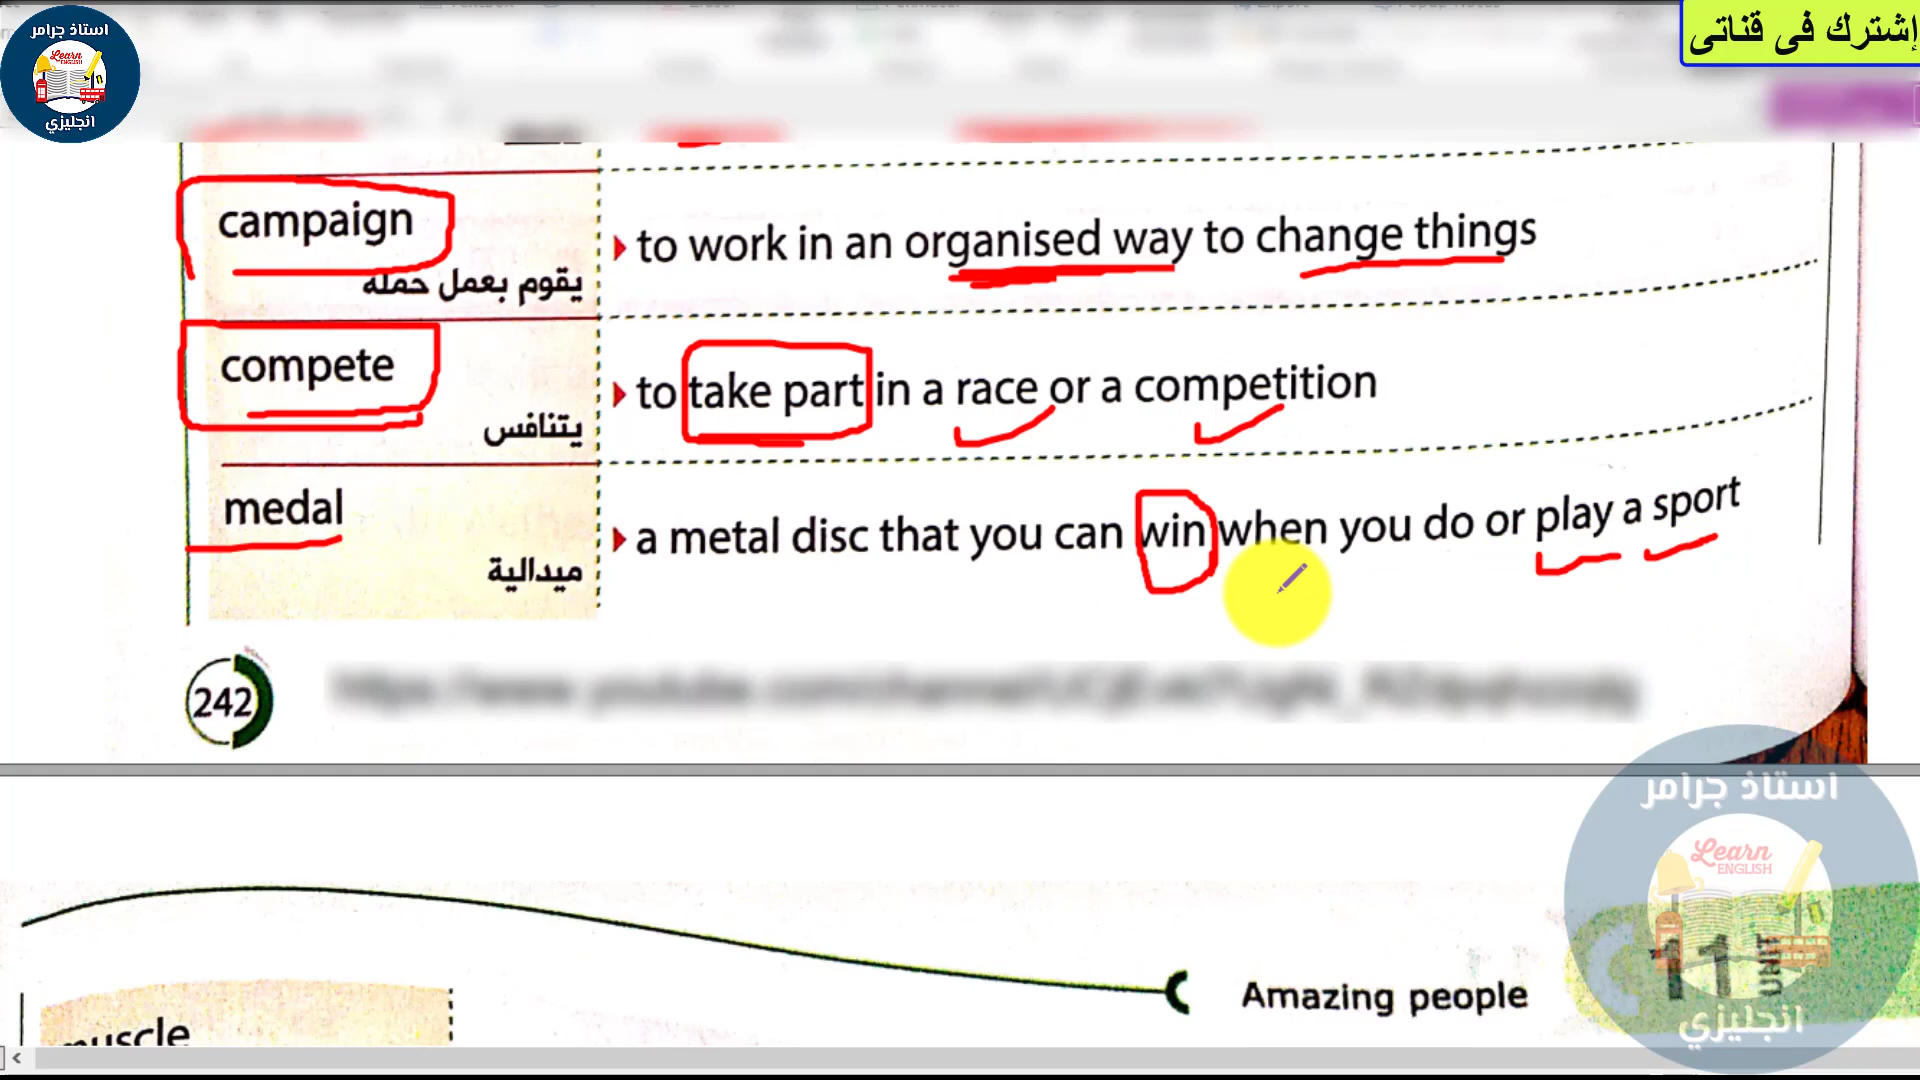 استاذ جرامر
Learn
ENGLISH
انجليزي
إشترك فى قناتى
campaign
يقوم بعمل حملة
to work in an organised way to change things
compete
يتنافس
to take part in a race or a competition
medal
ميدالية
a metal disc that you can win when you do or play a sport
242
استاذ جرامر
Learn
ENGLISH
انجليزي
Amazing people
11
UNIT
muscle